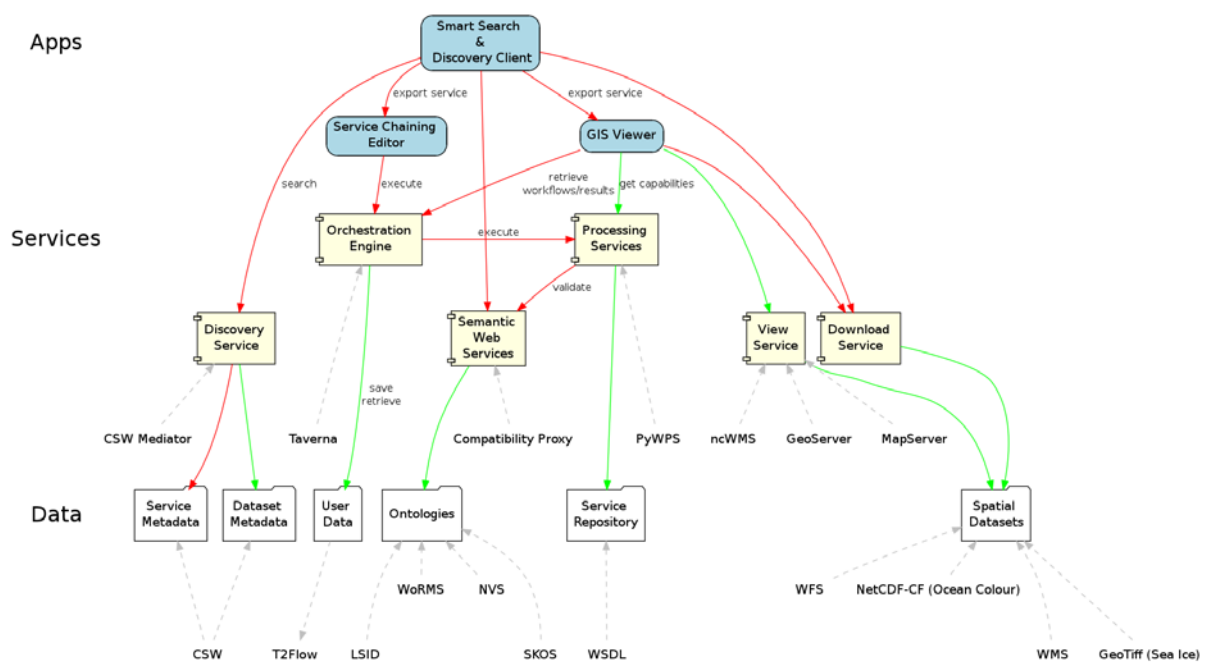 Smart Search
&
Discovery Client
Apps
export service
export service
Service Chaining
Editor
GIS Viewer
search
execute
retrieve
workflows/results
get capabilities
Services
Orchestration
Engine
execute
Processing
Services
validate
Discovery
Service
Semantic
Web
Services
View
Service
Download
Service
save
retrieve
CSW Mediator
Taverna
Compatibility Proxy
PyWPS
ncWMS
GeoServer
MapServer
Data
Service
Metadata
Dataset
Metadata
User
Data
Ontologies
Service
Repository
Spatial
Datasets
WoRMS
NVS
WFS
NetCDF-CF (Ocean Colour)
CSW
T2Flow
LSID
SKOS
WSDL
WMS
GeoTiff (Sea Ice)